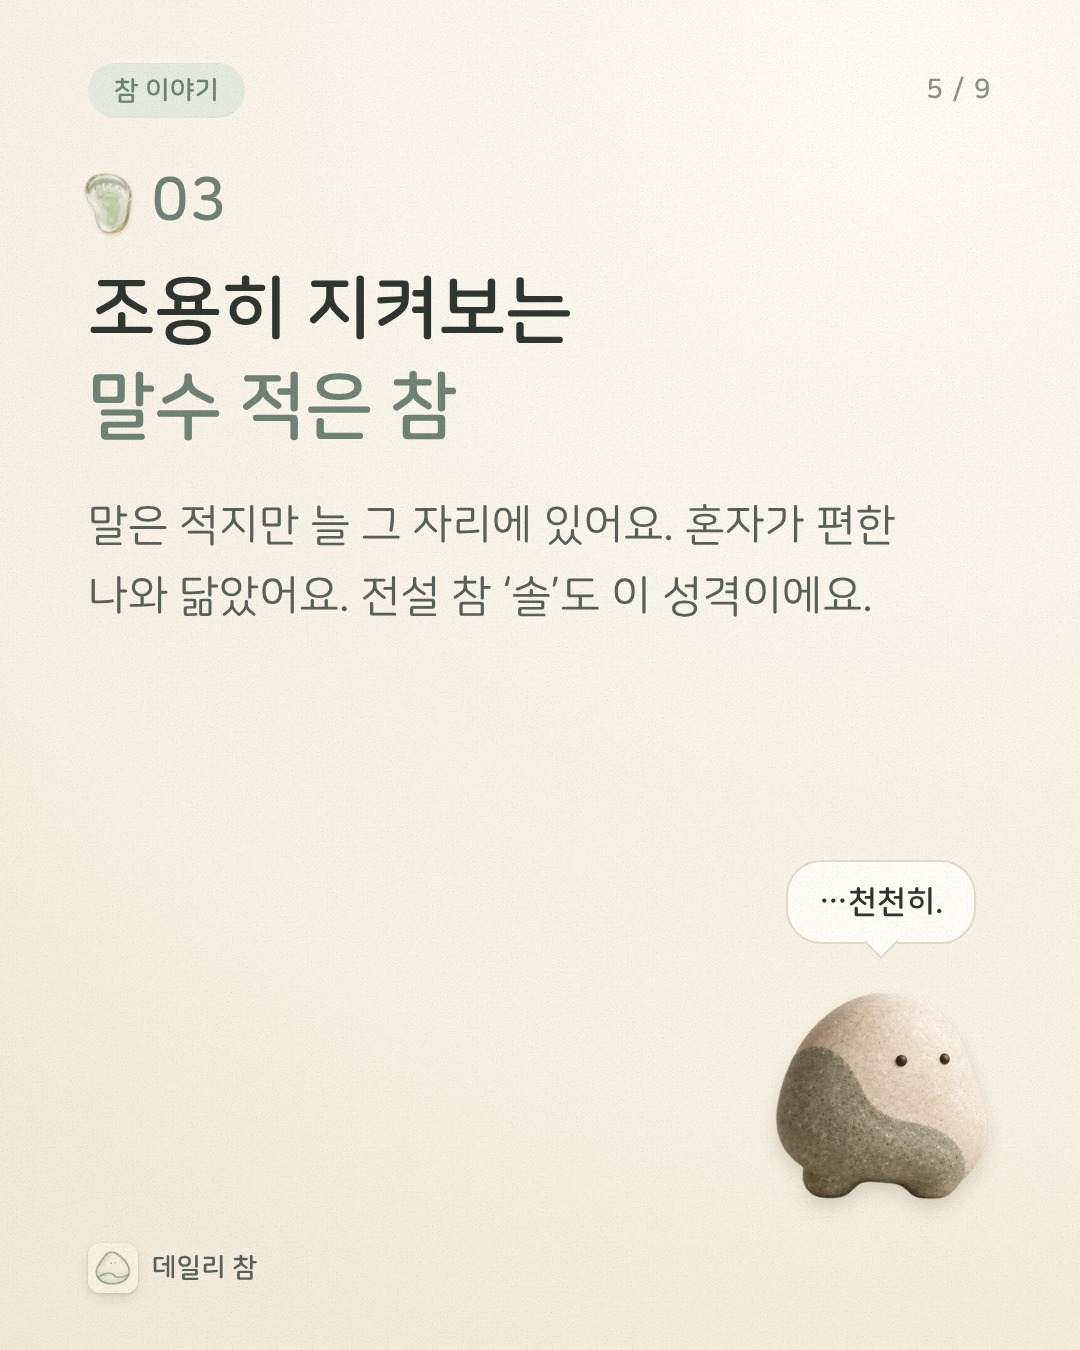 참 이야기
5 / 9
03
조용히 지켜보는
말수 적은 참
말은 적지만 늘 그 자리에 있어요. 혼자가 편한
나와 닮았어요. 전설 참 ‘솔’도 이 성격이에요.
…천천히.
데일리 참